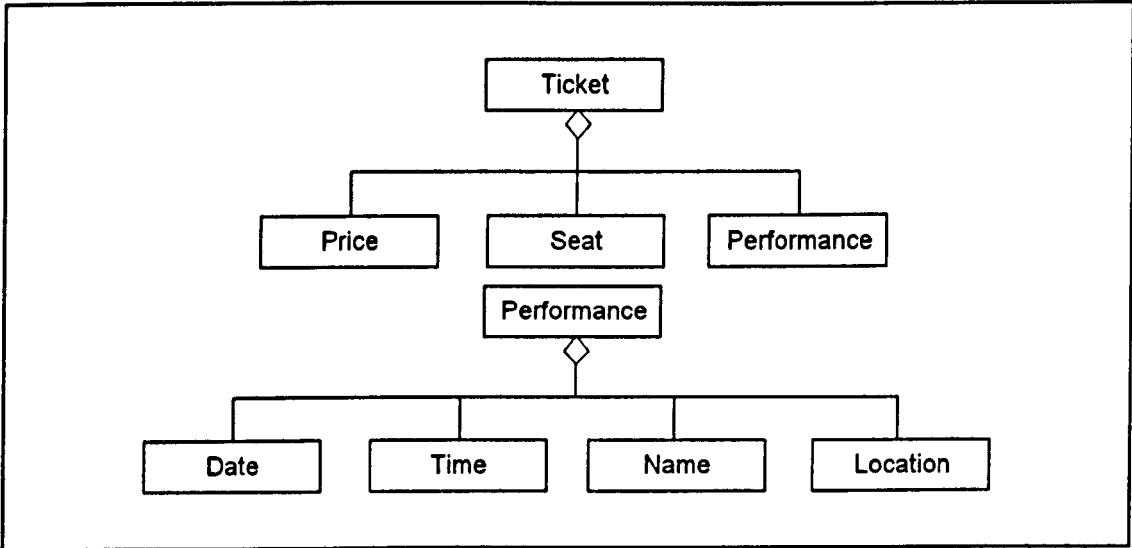 Ticket
Price
Seat
Performance
Performance
Date
Time
Name
Location